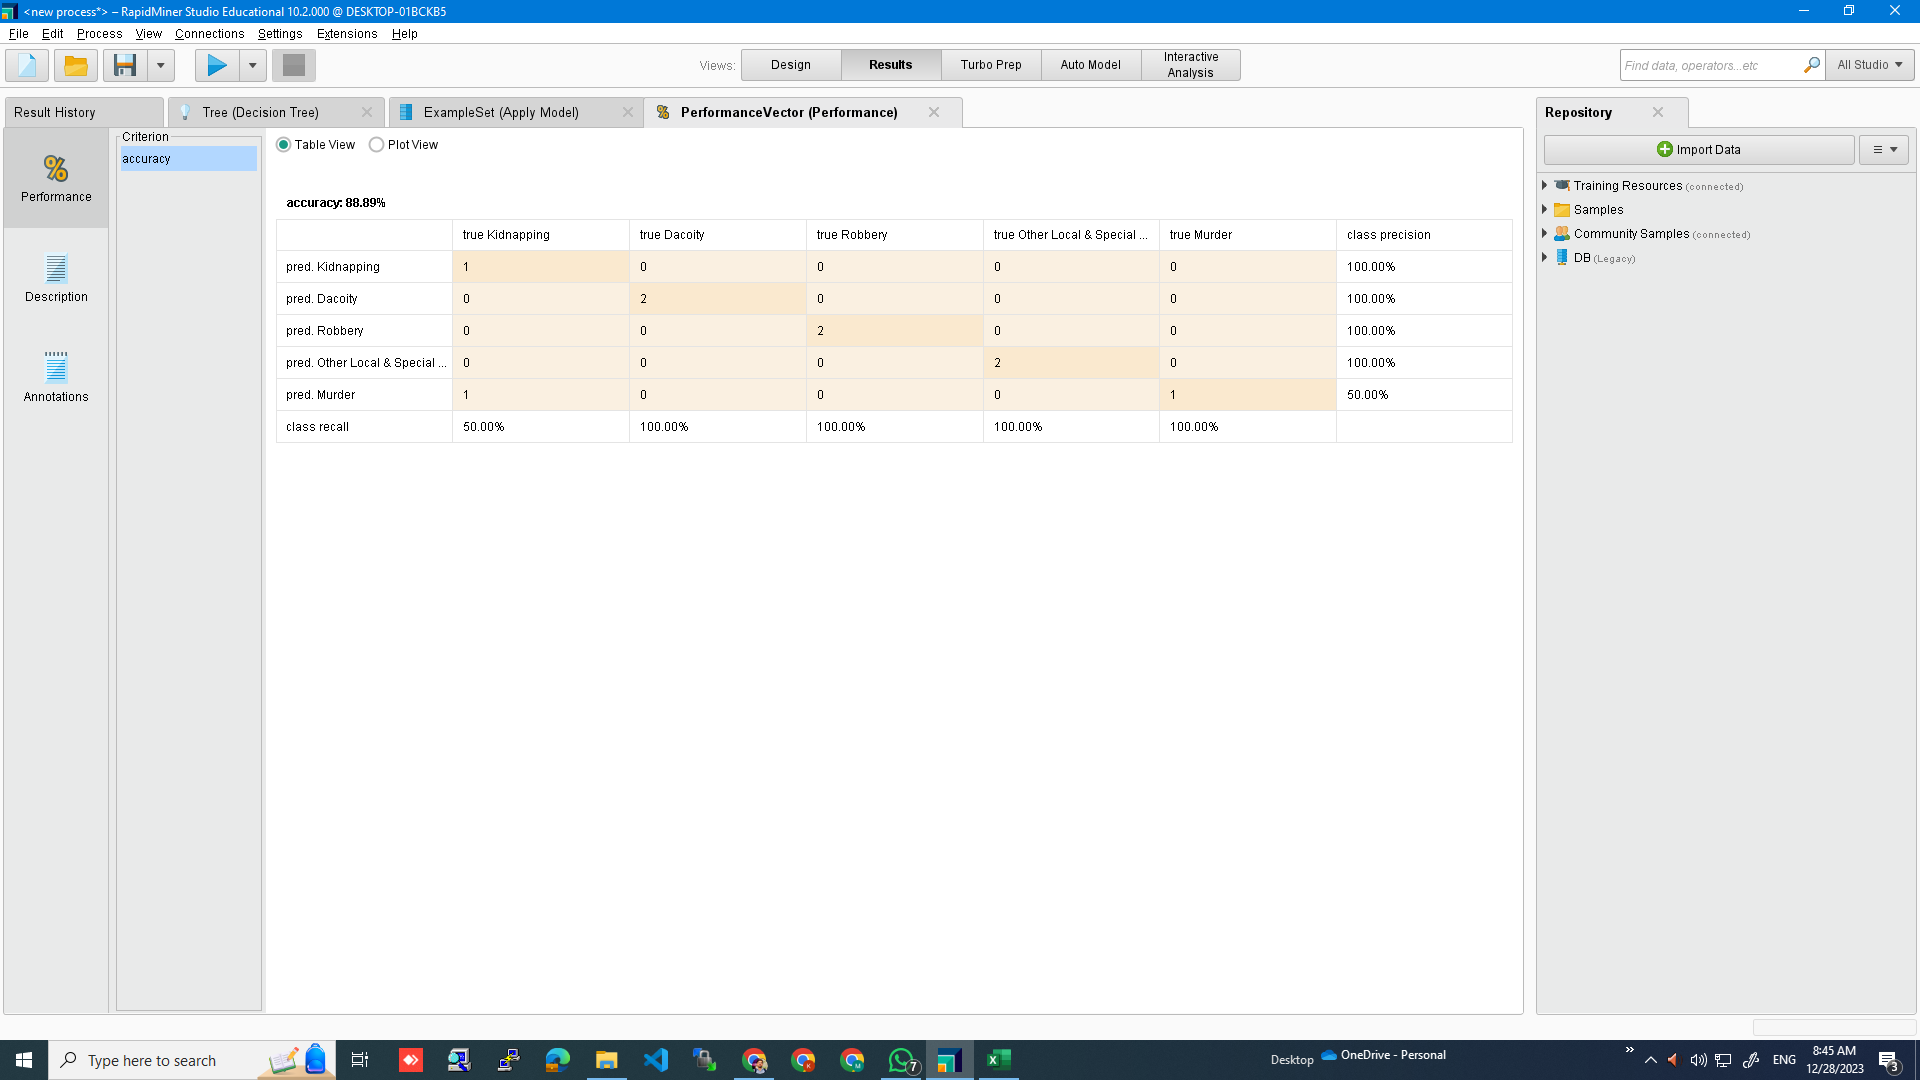 <new process*> – RapidMiner Studio Educational 10.2.000 @ DESKTOP-01BCKB5
File Edit Process View Connections Settings Extensions Help
Views: Design Results Turbo Prep Auto Model Interactive Analysis
Find data, operators...etc All Studio
Result History Tree (Decision Tree) ExampleSet (Apply Model) PerformanceVector (Performance) Repository
Criterion
accuracy
Performance
Description
Annotations
Table View Plot View
accuracy: 88.89%
true Kidnapping true Dacoity true Robbery true Other Local & Special ... true Murder class precision
pred. Kidnapping 1 0 0 0 0 100.00%
pred. Dacoity 0 2 0 0 0 100.00%
pred. Robbery 0 0 2 0 0 100.00%
pred. Other Local & Special ... 0 0 0 2 0 100.00%
pred. Murder 1 0 0 0 1 50.00%
class recall 50.00% 100.00% 100.00% 100.00% 100.00%
Import Data
Training Resources (connected)
Samples
Community Samples (connected)
DB (Legacy)
Type here to search
7
Desktop
OneDrive - Personal
ENG
8:45 AM
12/28/2023
3